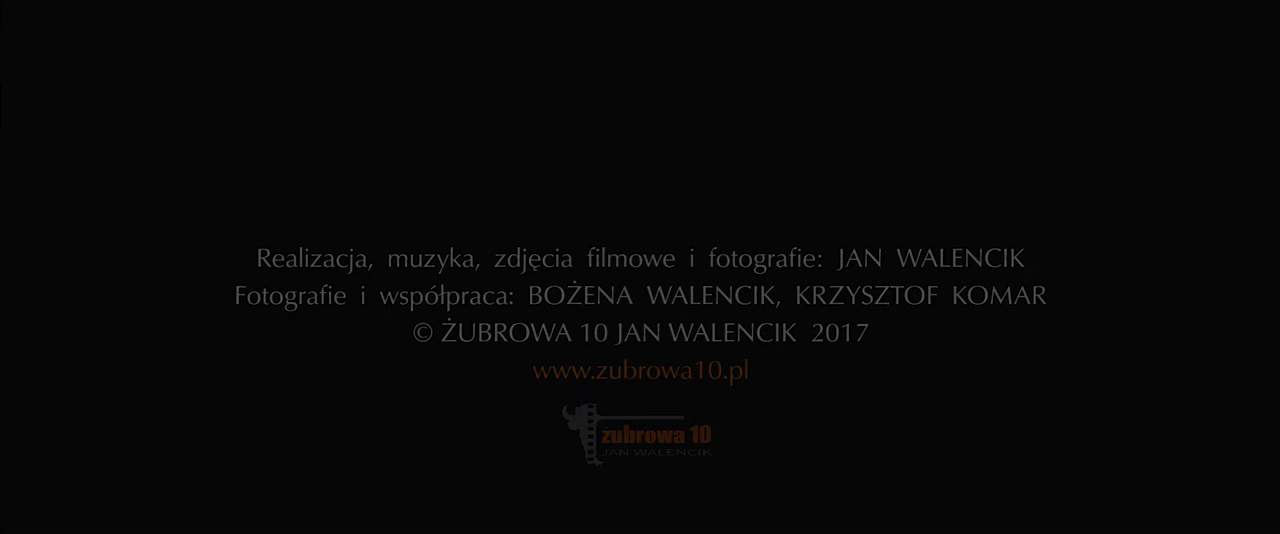 Realizacja, muzyka, zdjęcia filmowe i fotografie: JAN WALENCIK
Fotografie i współpraca: BOŻENA WALENCIK, KRZYSZTOF KOMAR
© ŻUBROWA 10 JAN WALENCIK 2017
www.zubrowa10.pl
żubrowa 10
JAN WALENCIK